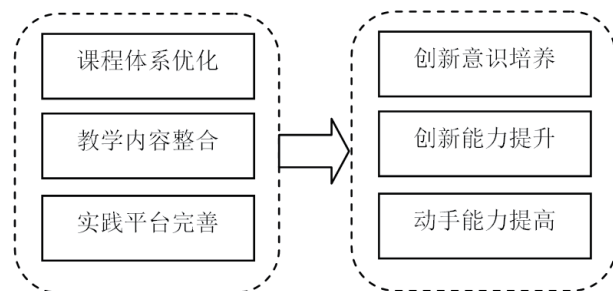 课程体系优化
教学内容整合
实践平台完善
创新意识培养
创新能力提升
动手能力提高